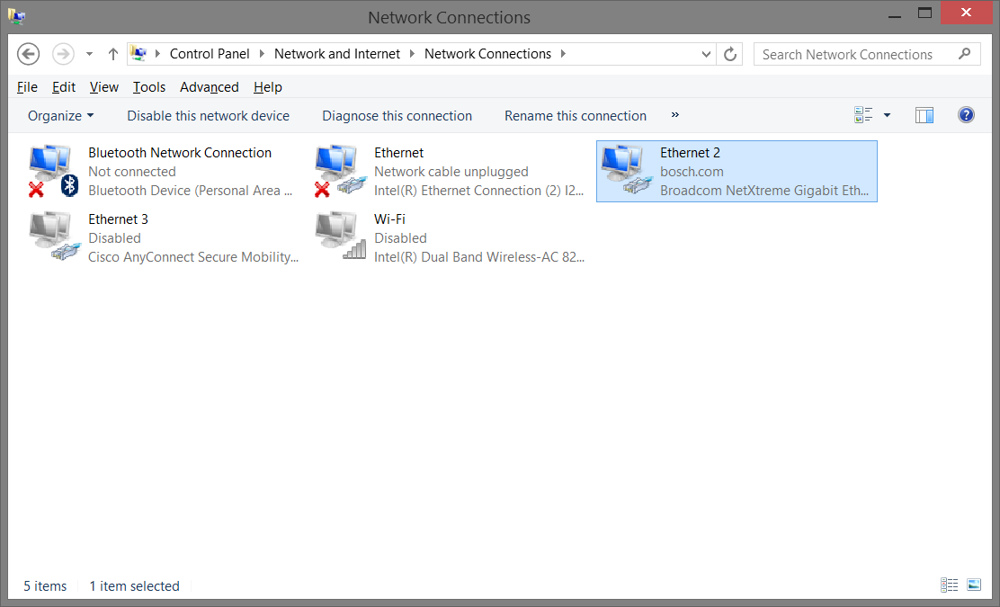 Network Connections
Control Panel Network and Internet Network Connections
Search Network Connections
File Edit View Tools Advanced Help
Organize Disable this network device Diagnose this connection Rename this connection »
Bluetooth Network Connection
Not connected
Bluetooth Device (Personal Area ...
Ethernet
Network cable unplugged
Intel(R) Ethernet Connection (2) I2...
Ethernet 2
bosch.com
Broadcom NetXtreme Gigabit Eth...
Ethernet 3
Disabled
Cisco AnyConnect Secure Mobility...
Wi-Fi
Disabled
Intel(R) Dual Band Wireless-AC 82...
5 items 1 item selected